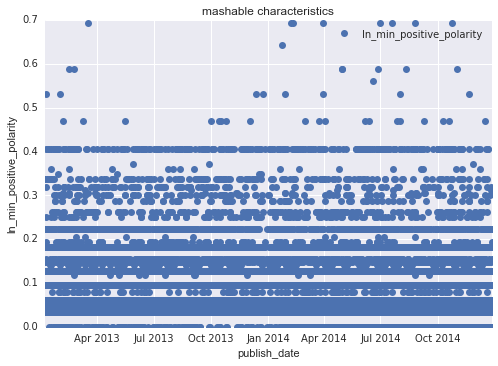 mashable characteristics
ln_min_positive_polarity
ln_min_positive_polarity
0.7
0.6
0.5
0.4
0.3
0.2
0.1
0.0
Apr 2013
Jul 2013
Oct 2013
Jan 2014
Apr 2014
Jul 2014
Oct 2014
publish_date